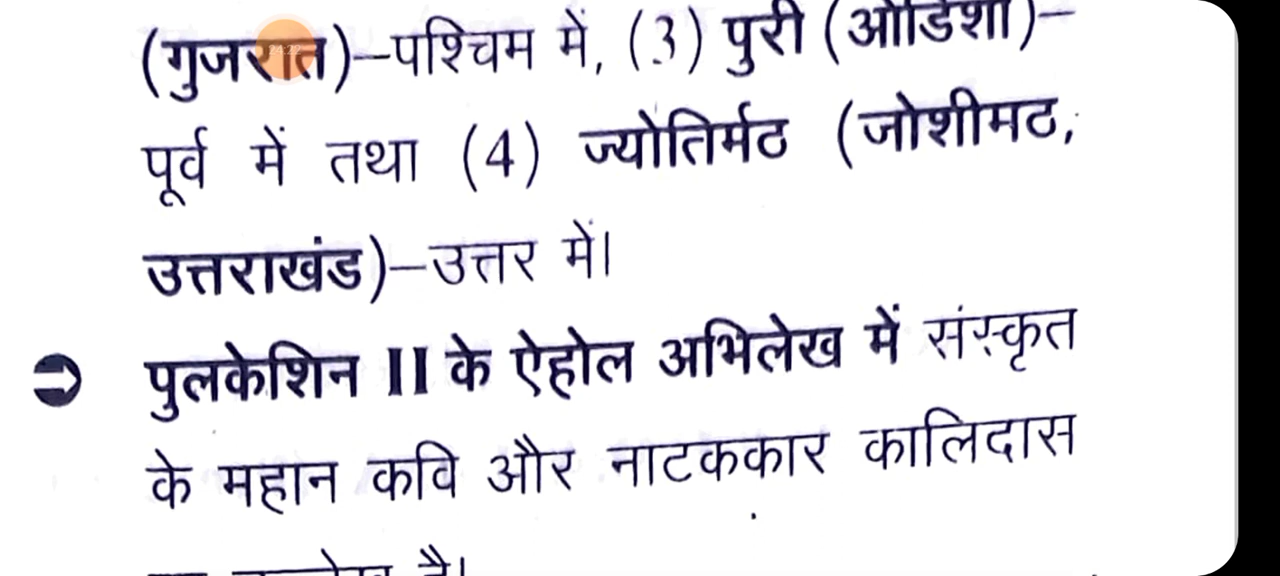 (गुजरात)–पश्चिम में, (3) पुरी (ओडिशा)–
पूर्व में तथा (4) ज्योतिर्मठ (जोशीमठ,
उत्तराखंड)–उत्तर में।
➲ पुलकेशिन II के ऐहोल अभिलेख में संस्कृत
के महान कवि और नाटककार कालिदास
है।